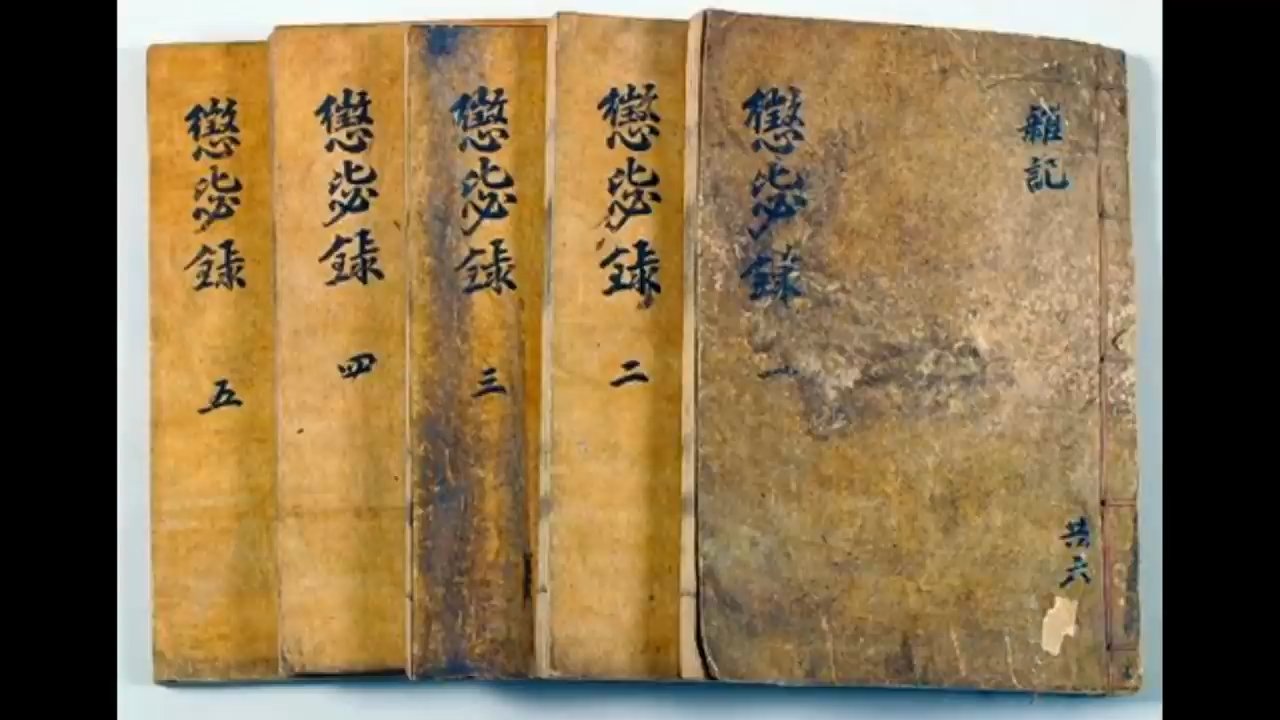 雜記
共六
懲毖錄 一
懲毖錄 二
懲毖錄 三
懲毖錄 四
懲毖錄 五